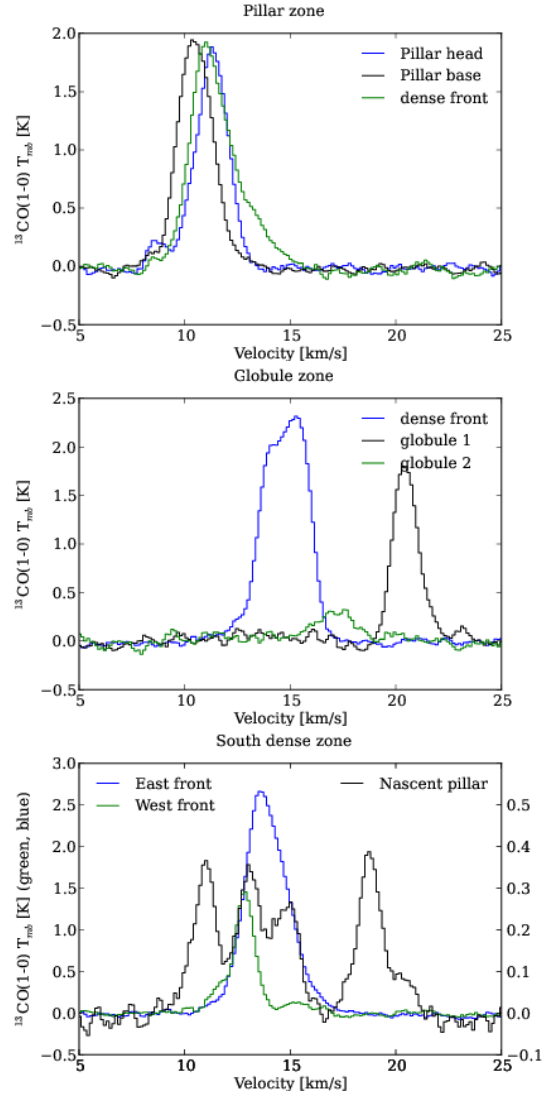 Pillar zone
2.0
1.5
1.0
0.5
0.0
−0.5
¹³CO(1-0) Tₘb [K]
Pillar head
Pillar base
dense front
5 10 15 20 25
Velocity [km/s]
Globule zone
2.5
2.0
1.5
1.0
0.5
0.0
−0.5
¹³CO(1-0) Tₘb [K]
dense front
globule 1
globule 2
5 10 15 20 25
Velocity [km/s]
South dense zone
3.0
2.5
2.0
1.5
1.0
0.5
0.0
−0.5
¹³CO(1-0) Tₘb [K] (green, blue)
East front
West front
Nascent pillar
0.5
0.4
0.3
0.2
0.1
0.0
−0.1
5 10 15 20 25
Velocity [km/s]